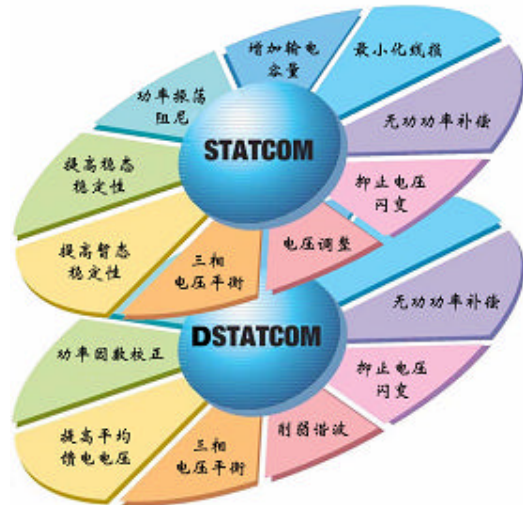 增加输电
容量
最小化线损
功率振荡
阻尼
无功功率补偿
STATCOM
提高稳态
稳定性
抑止电压
闪变
提高暂态
稳定性
三相
电压平衡
电压调整
DSTATCOM
无功功率补偿
功率因数校正
抑止电压
闪变
提高平均
馈电电压
三相
电压平衡
削弱谐波